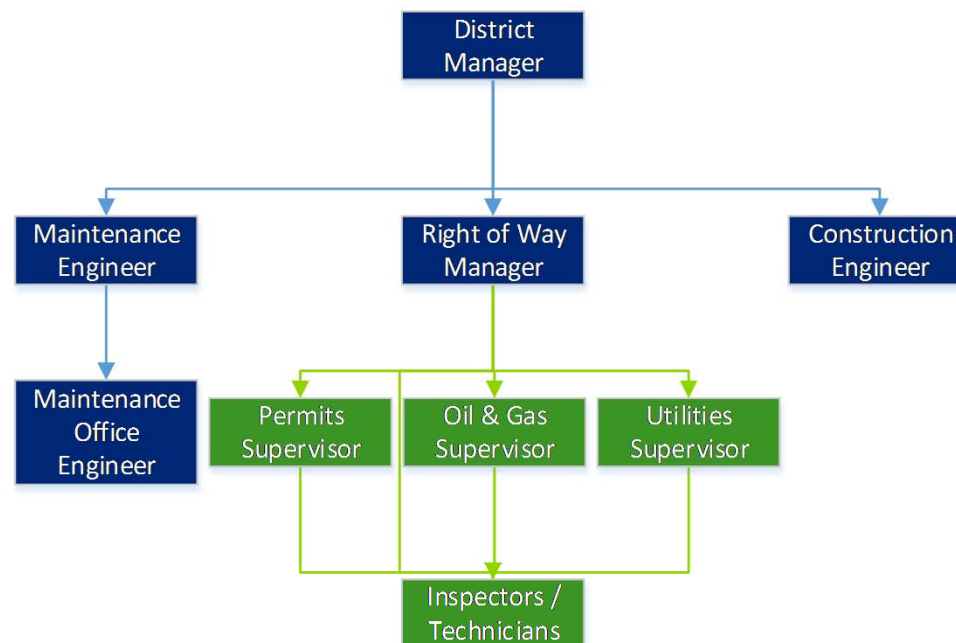 District
Manager
Maintenance
Engineer
Right of Way
Manager
Construction
Engineer
Maintenance
Office
Engineer
Permits
Supervisor
Oil & Gas
Supervisor
Utilities
Supervisor
Inspectors /
Technicians